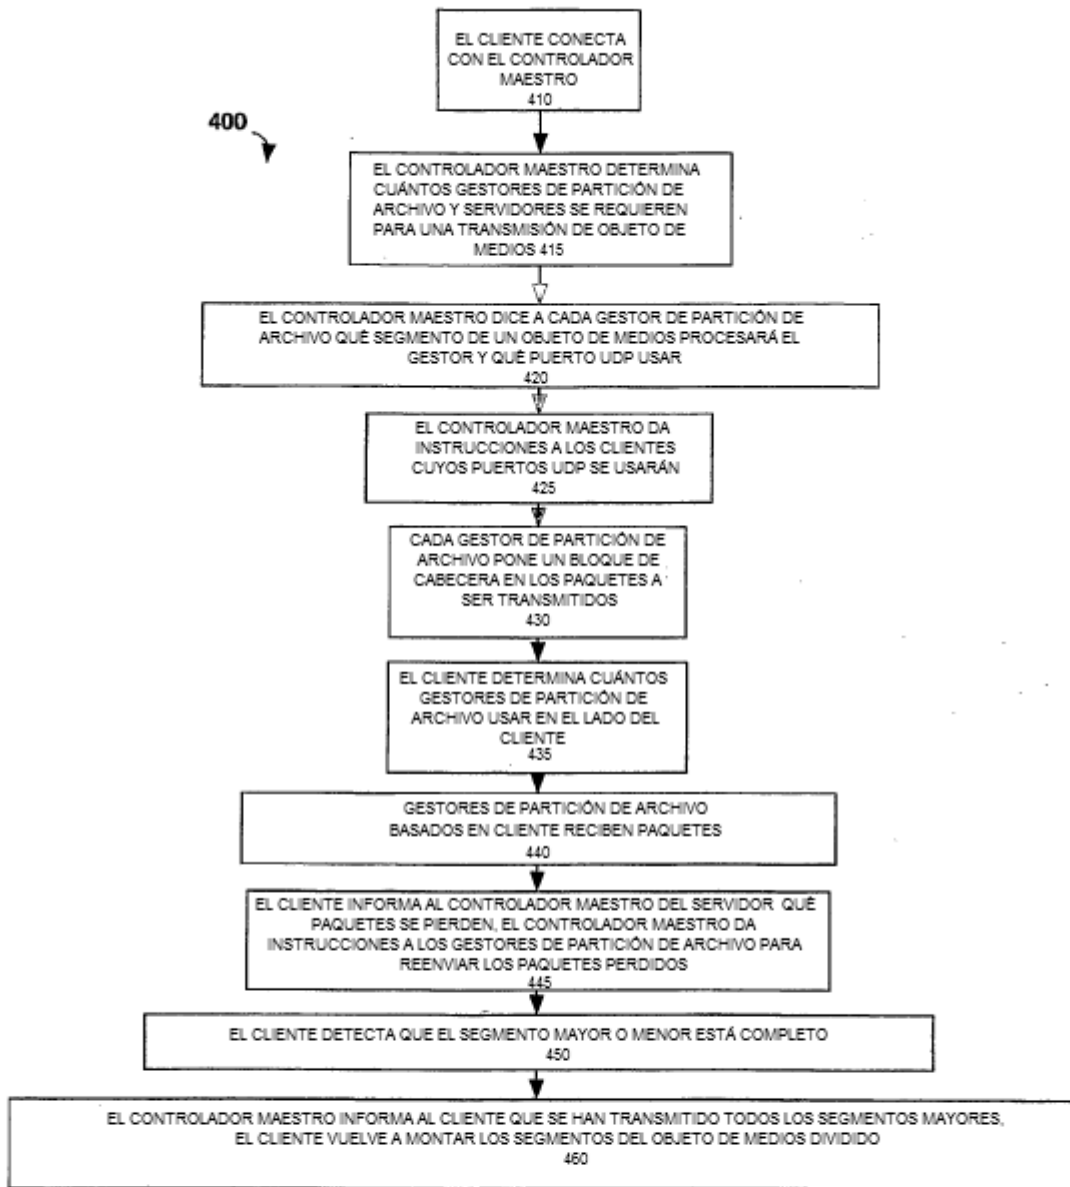 EL CLIENTE CONECTA
CON EL CONTROLADOR
MAESTRO
410
400
EL CONTROLADOR MAESTRO DETERMINA
CUÁNTOS GESTORES DE PARTICIÓN DE
ARCHIVO Y SERVIDORES SE REQUIEREN
PARA UNA TRANSMISIÓN DE OBJETO DE
MEDIOS 415
EL CONTROLADOR MAESTRO DICE A CADA GESTOR DE PARTICIÓN DE
ARCHIVO QUÉ SEGMENTO DE UN OBJETO DE MEDIOS PROCESARÁ EL
GESTOR Y QUÉ PUERTO UDP USAR
420
EL CONTROLADOR MAESTRO DA
INSTRUCCIONES A LOS CLIENTES
CUYOS PUERTOS UDP SE USARÁN
425
CADA GESTOR DE PARTICIÓN DE
ARCHIVO PONE UN BLOQUE DE
CABECERA EN LOS PAQUETES A
SER TRANSMITIDOS
430
EL CLIENTE DETERMINA CUÁNTOS
GESTORES DE PARTICIÓN DE
ARCHIVO USAR EN EL LADO DEL
CLIENTE
435
GESTORES DE PARTICIÓN DE ARCHIVO
BASADOS EN CLIENTE RECIBEN PAQUETES
440
EL CLIENTE INFORMA AL CONTROLADOR MAESTRO DEL SERVIDOR QUÉ
PAQUETES SE PIERDEN, EL CONTROLADOR MAESTRO DA
INSTRUCCIONES A LOS GESTORES DE PARTICIÓN DE ARCHIVO PARA
REENVIAR LOS PAQUETES PERDIDOS
445
EL CLIENTE DETECTA QUE EL SEGMENTO MAYOR O MENOR ESTÁ COMPLETO
450
EL CONTROLADOR MAESTRO INFORMA AL CLIENTE QUE SE HAN TRANSMITIDO TODOS LOS SEGMENTOS MAYORES,
EL CLIENTE VUELVE A MONTAR LOS SEGMENTOS DEL OBJETO DE MEDIOS DIVIDIDO
460